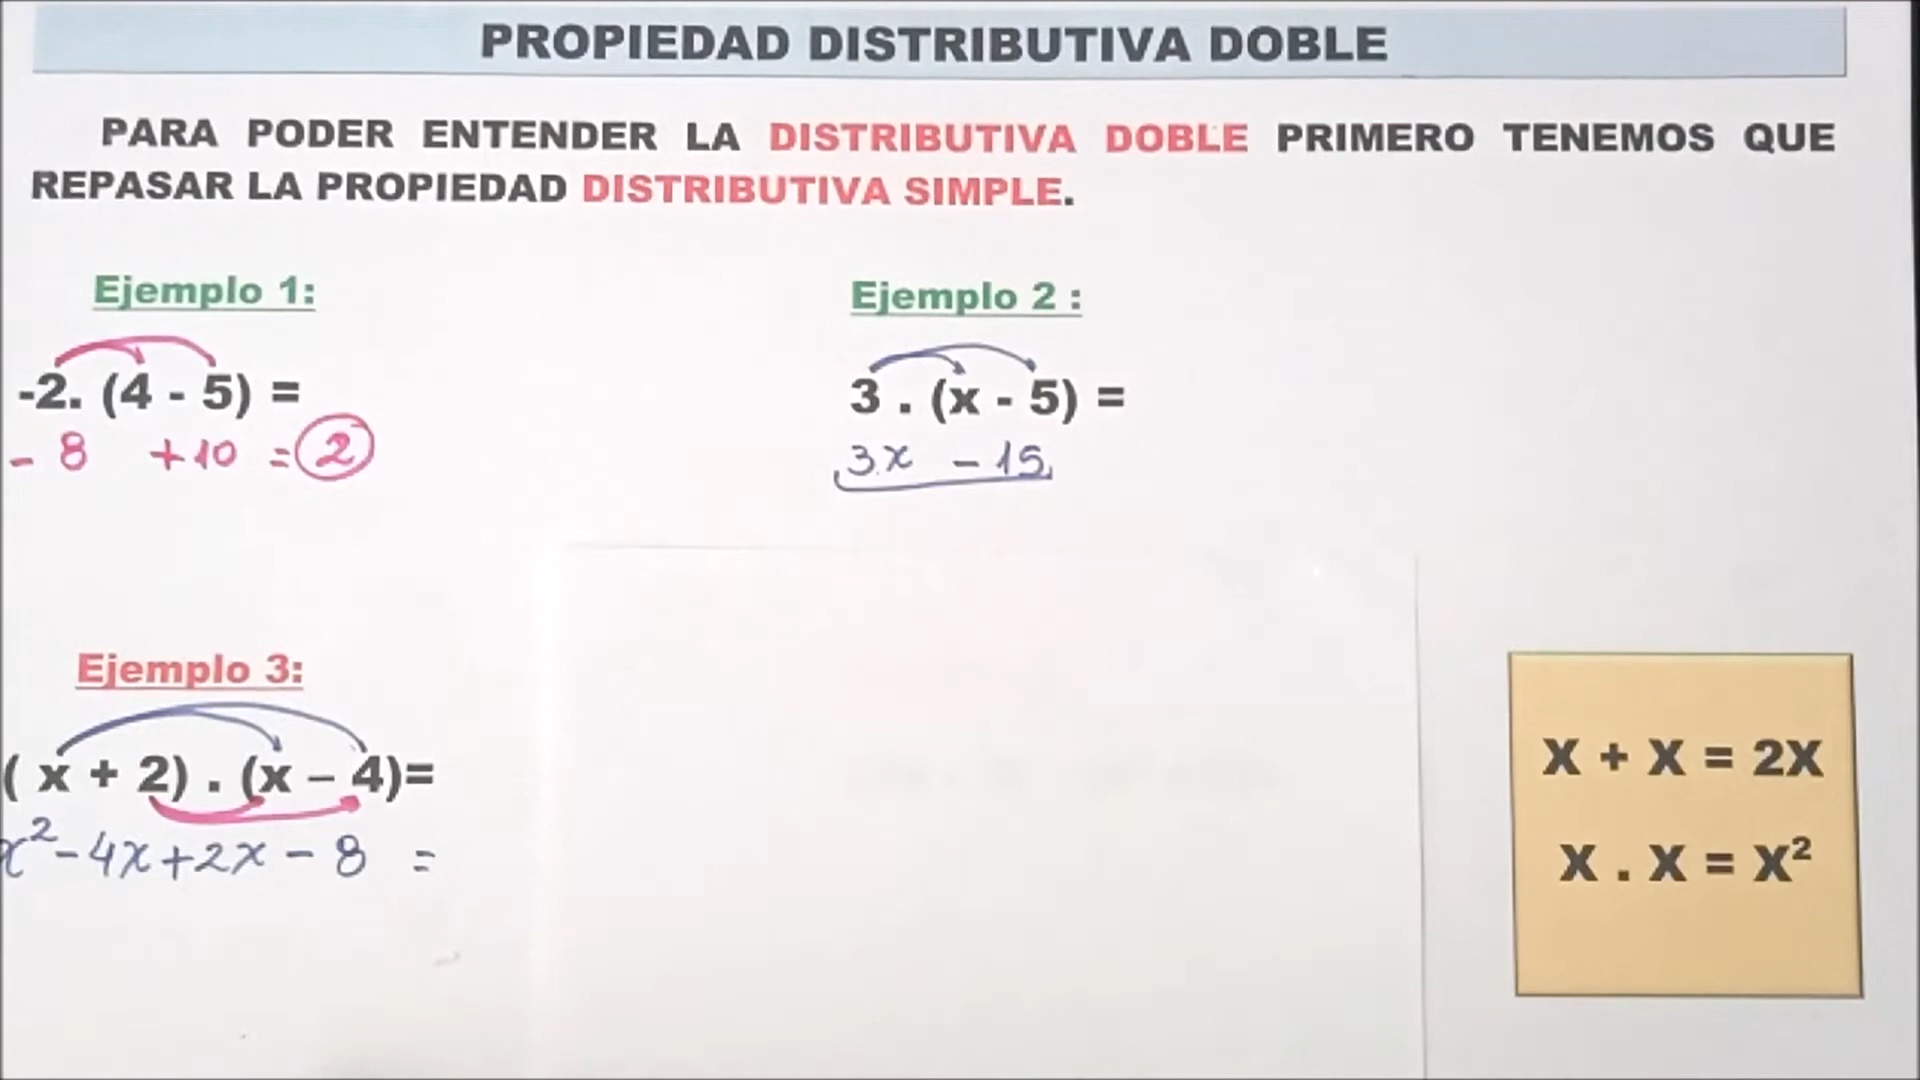 PROPIEDAD DISTRIBUTIVA DOBLE
PARA PODER ENTENDER LA DISTRIBUTIVA DOBLE PRIMERO TENEMOS QUE
REPASAR LA PROPIEDAD DISTRIBUTIVA SIMPLE.
Ejemplo 1:
-2. (4 - 5) =
- 8 +10 = 2
Ejemplo 2 :
3 . (x - 5) =
3x - 15
Ejemplo 3:
( x + 2) . (x – 4)=
x² - 4x + 2x - 8 =
X + X = 2X
X . X = X²